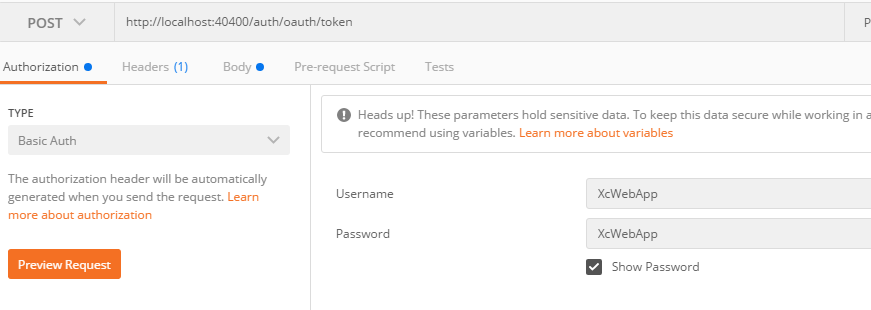 POST http://localhost:40400/auth/oauth/token P
Authorization Headers (1) Body Pre-request Script Tests
TYPE
Basic Auth
The authorization header will be automatically
generated when you send the request. Learn
more about authorization
Preview Request
Heads up! These parameters hold sensitive data. To keep this data secure while working in a
recommend using variables. Learn more about variables
Username XcWebApp
Password XcWebApp
Show Password